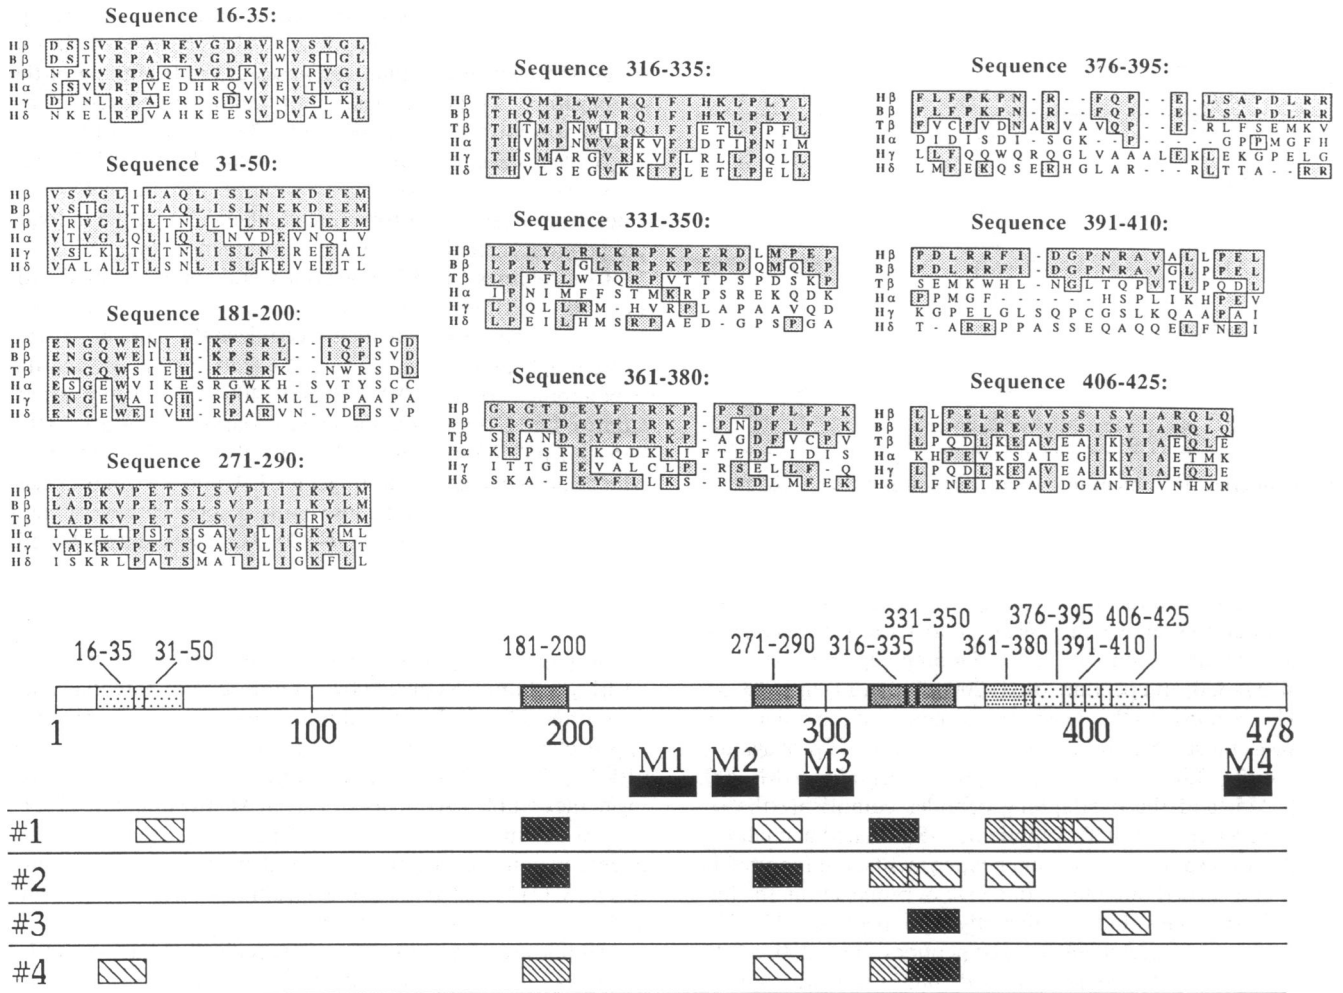 Sequence 16-35:
Hβ D S S V R P A R E V G D R V R V S V G L
Bβ D S T V R P A R E V G D R V W V S I G L
Tβ N P K V R P A Q T V G D K V T V R V G L
Hα S S V V R P V E D H R Q V V E V T V G L
Hγ D P N L R P A E R D S D V V N V S L K L
Hδ N K E L R P V A H K E E S V D V A L A L
Sequence 31-50:
Hβ V S V G L I L A Q L I S L N E K D E E M
Bβ V S I G L T L A Q L I S L N E K D E E M
Tβ V R V G L T L T N L L I L N E K I E E M
Hα V T V G L Q L I Q L I N V D E V N Q I V
Hγ V S L K L T L T N L I S L N E R E E A L
Hδ V A L A L T L S N L I S L K E V E E T L
Sequence 181-200:
Hβ E N G Q W E N I H - K P S R L - - I Q P P G D
Bβ E N G Q W E I I H - K P S R L - - I Q P S V D
Tβ E N G Q W S I E H - K P S R K - - N W R S D D
Hα E S G E W V I K E S R G W K H - S V T Y S C C
Hγ E N G E W A I Q H - R P A K M L L D P A A P A
Hδ E N G E W E I V H - R P A R V N - V D P S V P
Sequence 271-290:
Hβ L A D K V P E T S L S V P I I I K Y L M
Bβ L A D K V P E T S L S V P I I I K Y L M
Tβ L A D K V P E T S L S V P I I I R Y L M
Hα I V E L I P S T S S A V P L I G K Y M L
Hγ V A K K V P E T S Q A V P L I S K Y L T
Hδ I S K R L P A T S M A I P L I G K F L L
Sequence 316-335:
Hβ T H Q M P L W V R Q I F I H K L P L Y L
Bβ T H Q M P L W V R Q I F I H K L P L Y L
Tβ T H T M P N W I R Q I F I E T L P P F L
Hα T H V M P N W V R K V F I D T I P N I M
Hγ T H S M A R G V R K V F L R L L P Q L L
Hδ T H V L S E G V K K I F L E T L P E L L
Sequence 331-350:
Hβ L P L Y L R L K R P K P E R D L M P E P
Bβ L P L Y L G L K R P K P E R D Q M Q E P
Tβ L P P F L W I Q R P V T T P S P D S K P
Hα I P N I M F F S T M K R P S R E K Q D K
Hγ L P Q L L R M - H V R P L A P A A V Q D
Hδ L P E I L H M S R P A E D - G P S P G A
Sequence 361-380:
Hβ G R G T D E Y F I R K P - P S D F L F P K
Bβ G R G T D E Y F I R K P - P N D F L F P K
Tβ S R A N D E Y F I R K P - A G D F V C P V
Hα K R P S R E K Q D K K I F T E D - I D I S
Hγ I T T G E E V A L C L P - R S E L L F - Q
Hδ S K A - E E Y F I L K S - R S D L M F E K
Sequence 376-395:
Hβ F L F P K P N - R - - F Q P - - E - L S A P D L R R
Bβ F L F P K P N - R - - F Q P - - E - L S A P D L R R
Tβ F V C P V D N A R V A V Q P - - E - R L F S E M K V
Hα D I D I S D I - S G K - - P - - - - - G P P M G F H
Hγ L L F Q Q W Q R Q G L V A A A L E K L E K G P E L G
Hδ L M F E K Q S E R H G L A R - - - R L T T A - - R R
Sequence 391-410:
Hβ P D L R R F I - D G P N R A V A L L P E L
Bβ P D L R R F I - D G P N R A V G L P P E L
Tβ S E M K W H L - N G L T Q P V T L P Q D L
Hα P P M G F - - - - - H S P L I K H P E V
Hγ K G P E L G L S Q P C G S L K Q A A P A I
Hδ T - A R R P P A S S E Q A Q Q E L F N E I
Sequence 406-425:
Hβ L L P E L R E V V S S I S Y I A R Q L Q
Bβ L P P E L R E V V S S I S Y I A R Q L Q
Tβ L P Q D L K E A V E A I K Y I A E Q L E
Hα K H P E V K S A I E G I K Y I A E T M K
Hγ L P Q D L K E A V E A I K Y I A E Q L E
Hδ L F N E I K P A V D G A N F I V N H M R
16-35 31-50 181-200 271-290 316-335 331-350 361-380 376-395 391-410 406-425
1 100 200 300 400 478
M1 M2 M3 M4
#1
#2
#3
#4